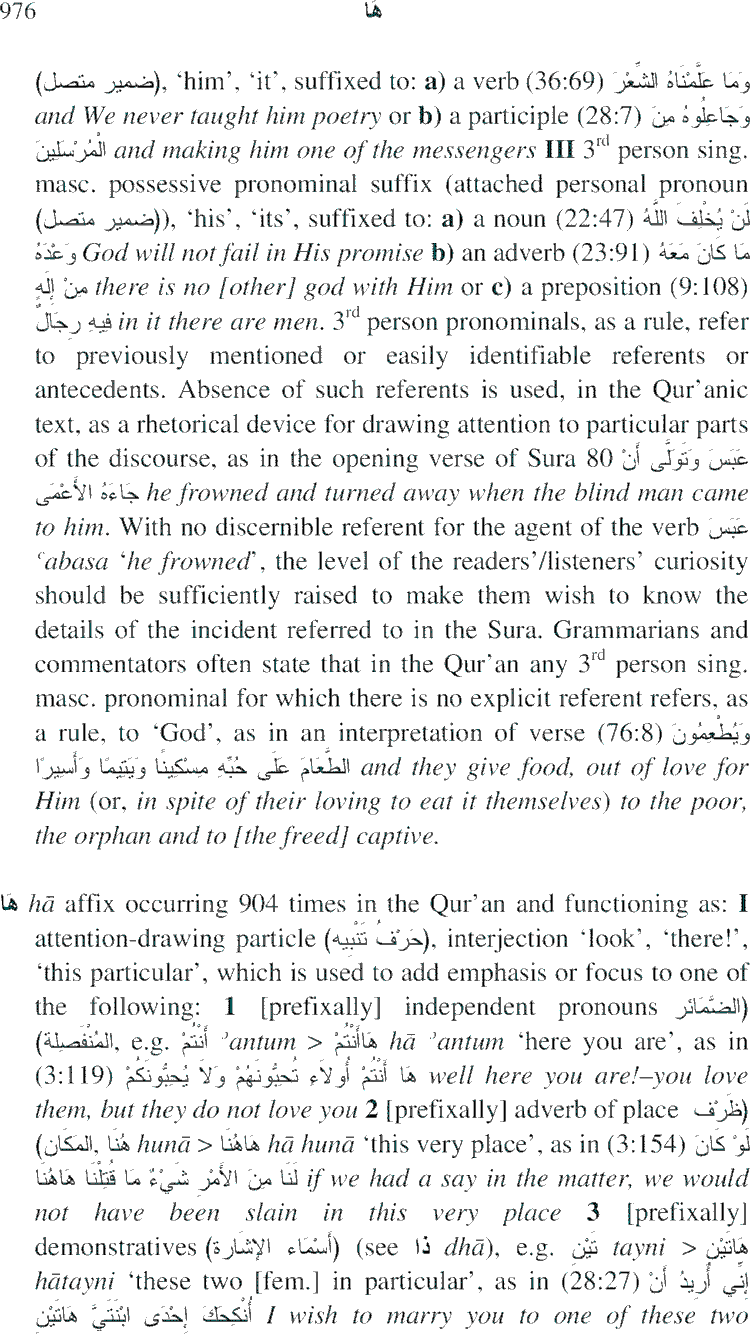 976 هَا
(ضمير متصل), ‘him’, ‘it’, suffixed to: a) a verb (36:69) وَمَا عَلَّمْنَاهُ الشِّعْرَ
and We never taught him poetry or b) a participle (28:7) وَجَاعِلُوهُ مِنَ
الْمُرْسَلِينَ and making him one of the messengers III 3rd person sing.
masc. possessive pronominal suffix (attached personal pronoun
(ضمير متصل)), ‘his’, ‘its’, suffixed to: a) a noun (22:47) لَنْ يُخْلِفَ اللَّهُ
وَعْدَهُ God will not fail in His promise b) an adverb (23:91) مَا كَانَ مَعَهُ
مِنْ إِلَهٍ there is no [other] god with Him or c) a preposition (9:108)
فِيهِ رِجَالٌ in it there are men. 3rd person pronominals, as a rule, refer
to previously mentioned or easily identifiable referents or
antecedents. Absence of such referents is used, in the Qur’anic
text, as a rhetorical device for drawing attention to particular parts
of the discourse, as in the opening verse of Sura 80 عَبَسَ وَتَوَلَّى أَنْ
جَاءَهُ الأَعْمَى he frowned and turned away when the blind man came
to him. With no discernible referent for the agent of the verb عَبَسَ
ʿabasa ‘he frowned’, the level of the readers’/listeners’ curiosity
should be sufficiently raised to make them wish to know the
details of the incident referred to in the Sura. Grammarians and
commentators often state that in the Qur’an any 3rd person sing.
masc. pronominal for which there is no explicit referent refers, as
a rule, to ‘God’, as in an interpretation of verse (76:8) وَيُطْعِمُونَ
الطَّعَامَ عَلَى حُبِّهِ مِسْكِينًا وَيَتِيمًا وَأَسِيرًا and they give food, out of love for
Him (or, in spite of their loving to eat it themselves) to the poor,
the orphan and to [the freed] captive.
هَا hā affix occurring 904 times in the Qur’an and functioning as: I
attention-drawing particle (حَرْفُ تَنْبِيه), interjection ‘look’, ‘there!’,
‘this particular’, which is used to add emphasis or focus to one of
the following: 1 [prefixally] independent pronouns (الضَّمَائر
المُنْفَصِلة), e.g. أَنْتُمْ ʾantum > هَاأَنْتُمْ hā ʾantum ‘here you are’, as in
(3:119) هَا أَنْتُمْ أُولاَءِ تُحِبُّونَهُمْ وَلاَ يُحِبُّونَكُمْ well here you are!–you love
them, but they do not love you 2 [prefixally] adverb of place (ظَرْف
المَكَان), هُنَا hunā > هَاهُنَا hā hunā ‘this very place’, as in (3:154) لَوْ كَانَ
لَنَا مِنَ الأَمْرِ شَيْءٌ مَا قُتِلْنَا هَاهُنَا if we had a say in the matter, we would
not have been slain in this very place 3 [prefixally]
demonstratives (أَسْمَاء الإشَارة) (see ذا dhā), e.g. تَيْنِ tayni > هَاتَيْنِ
hātayni ‘these two [fem.] in particular’, as in (28:27) إِنِّي أُرِيدُ أَنْ
أُنْكِحَكَ إِحْدَى ابْنَتَيَّ هَاتَيْنِ I wish to marry you to one of these two